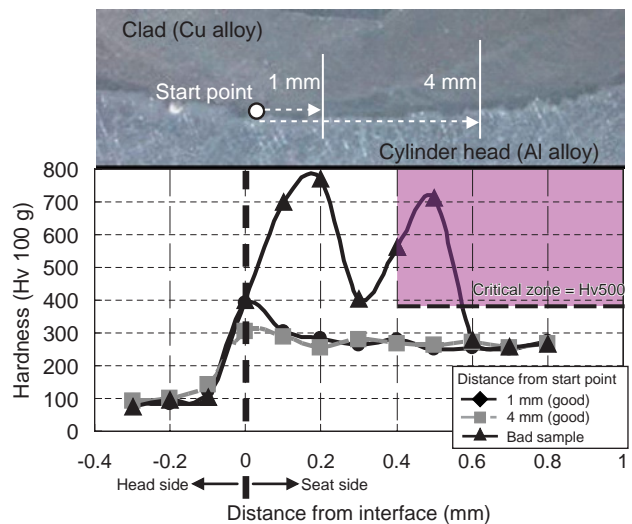 Clad (Cu alloy)
1 mm
4 mm
Start point
Cylinder head (Al alloy)
Hardness (Hv 100 g)
800
700
600
500
400
300
200
100
0
Critical zone = Hv500
Distance from start point
1 mm (good)
4 mm (good)
Bad sample
-0.4
-0.2
0
0.2
0.4
0.6
0.8
1
Head side
Seat side
Distance from interface (mm)